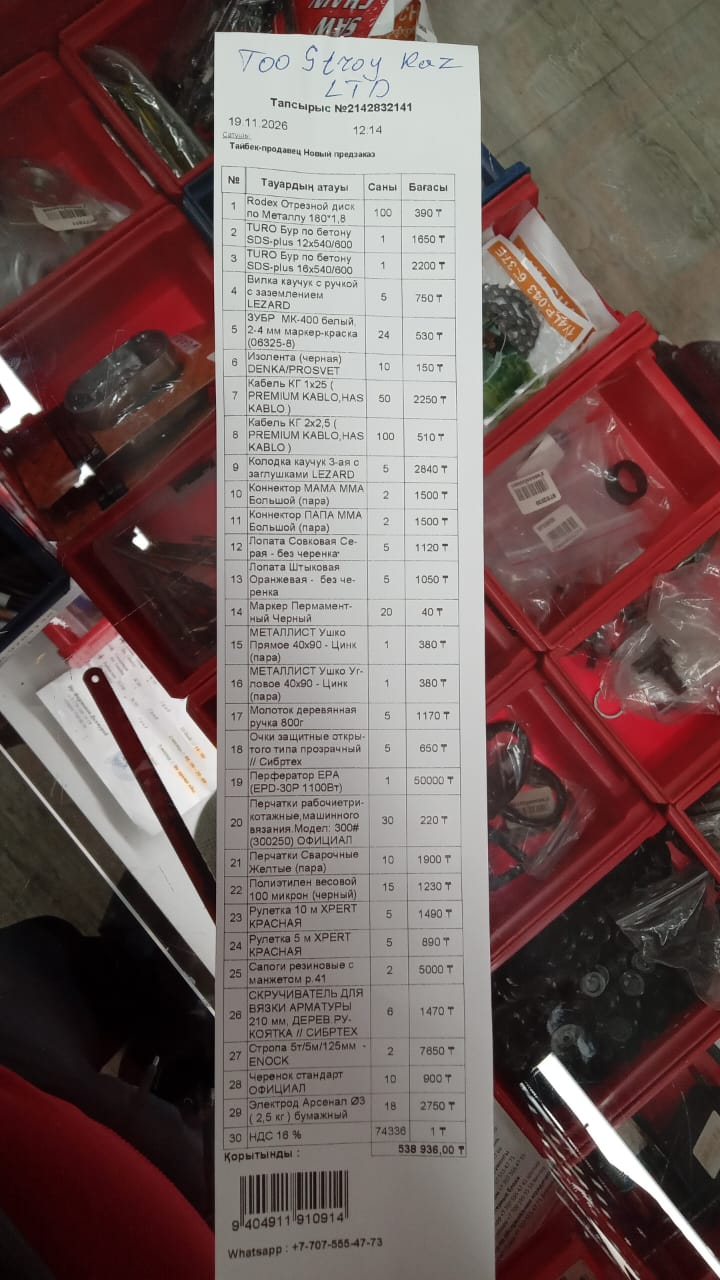 ТОО Stroy Kaz
LTD
Тапсырыс №2142832141
19.11.2026 12:14
Сатушы:
Тайбек-продавец Новый предзаказ
№ Тауардың атауы Саны Бағасы
1 Rodex Отрезной диск по Металлу 180*1,8 100 390 ₸
2 TURO Бур по бетону SDS-plus 12x540/600 1 1650 ₸
3 TURO Бур по бетону SDS-plus 16x540/600 1 2200 ₸
4 Вилка каучук с ручкой с заземлением LEZARD 5 750 ₸
5 ЗУБР МК-400 белый, 2-4 мм маркер-краска (06325-8) 24 530 ₸
6 Изолента (черная) DENKA/PROSVET 10 150 ₸
7 Кабель КГ 1х25 ( PREMIUM KABLO,HAS KABLO ) 50 2250 ₸
8 Кабель КГ 2х2,5 ( PREMIUM KABLO,HAS KABLO ) 100 510 ₸
9 Колодка каучук 3-ая с заглушками LEZARD 5 2840 ₸
10 Коннектор МАМА ММА Большой (пара) 2 1500 ₸
11 Коннектор ПАПА ММА Большой (пара) 2 1500 ₸
12 Лопата Совковая Се-рая - без черенка 5 1120 ₸
13 Лопата Штыковая Оранжевая - без че-ренка 5 1050 ₸
14 Маркер Пермамент-ный Черный 20 40 ₸
15 МЕТАЛЛИСТ Ушко Прямое 40х90 - Цинк (пара) 1 380 ₸
16 МЕТАЛЛИСТ Ушко Уг-ловое 40х90 - Цинк (пара) 1 380 ₸
17 Молоток деревянная ручка 800г 5 1170 ₸
18 Очки защитные откры-того типа прозрачный // Сибртех 5 650 ₸
19 Перфератор EPA (EPD-30P 1100Вт) 1 50000 ₸
20 Перчатки рабочиетри-котажные,машинного вязания.Модел: 300# (300250) ОФИЦИАЛ 30 220 ₸
21 Перчатки Сварочные Желтые (пара) 10 1900 ₸
22 Полиэтилен весовой 100 микрон (черный) 15 1230 ₸
23 Рулетка 10 м XPERT КРАСНАЯ 5 1490 ₸
24 Рулетка 5 м XPERT КРАСНАЯ 5 890 ₸
25 Сапоги резиновые с манжетом р.41 2 5000 ₸
26 СКРУЧИВАТЕЛЬ ДЛЯ ВЯЗКИ АРМАТУРЫ 210 мм, ДЕРЕВ.РУ-КОЯТКА // СИБРТЕХ 6 1470 ₸
27 Стропа 5т/5м/125мм - ENOCK 2 7650 ₸
28 Черенок стандарт ОФИЦИАЛ 10 900 ₸
29 Электрод Арсенал Ø3 ( 2,5 кг ) бумажный 18 2750 ₸
30 НДС 16 % 74336 1 ₸
Қорытынды : 538 936,00 ₸
9 404911 910914
Whatsapp : +7-707-555-47-73
SAW
CHAIN
1/4LP.043 6" 37E